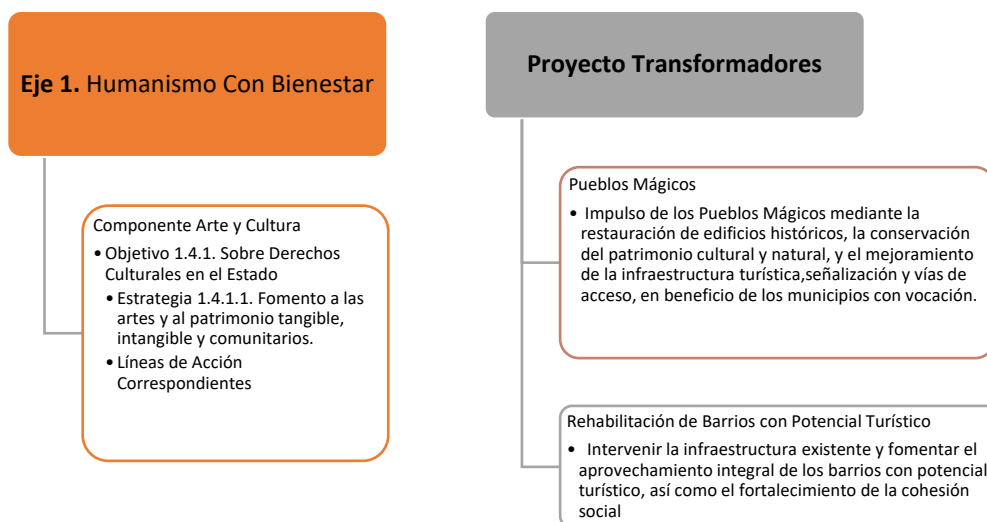 Eje 1. Humanismo Con Bienestar
Componente Arte y Cultura
• Objetivo 1.4.1. Sobre Derechos
Culturales en el Estado
• Estrategia 1.4.1.1. Fomento a las
artes y al patrimonio tangible,
intangible y comunitarios.
• Líneas de Acción
Correspondientes
Proyecto Transformadores
Pueblos Mágicos
• Impulso de los Pueblos Mágicos mediante la
restauración de edificios históricos, la conservación
del patrimonio cultural y natural, y el mejoramiento
de la infraestructura turística,señalización y vías de
acceso, en beneficio de los municipios con vocación.
Rehabilitación de Barrios con Potencial Turístico
• Intervenir la infraestructura existente y fomentar el
aprovechamiento integral de los barrios con potencial
turístico, así como el fortalecimiento de la cohesión
social